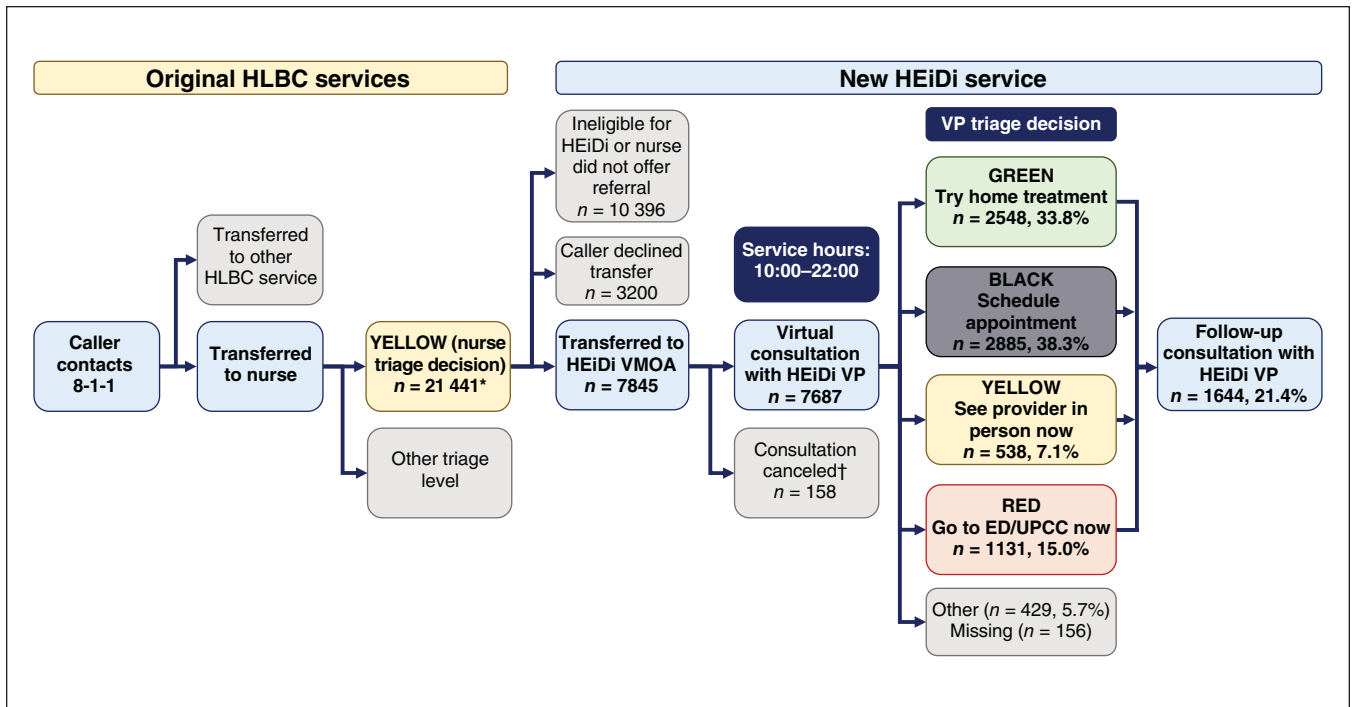 Original HLBC services
New HEiDi service
Caller
contacts
8-1-1
Transferred
to other
HLBC service
Transferred
to nurse
YELLOW (nurse
triage decision)
n = 21 441*
Other triage
level
Ineligible for
HEiDi or nurse
did not offer
referral
n = 10 396
Caller declined
transfer
n = 3200
Transferred to
HEiDi VMOA
n = 7845
Service hours:
10:00–22:00
Virtual
consultation
with HEiDi VP
n = 7687
Consultation
canceled†
n = 158
VP triage decision
GREEN
Try home treatment
n = 2548, 33.8%
BLACK
Schedule
appointment
n = 2885, 38.3%
YELLOW
See provider in
person now
n = 538, 7.1%
RED
Go to ED/UPCC now
n = 1131, 15.0%
Other (n = 429, 5.7%)
Missing (n = 156)
Follow-up
consultation with
HEiDi VP
n = 1644, 21.4%